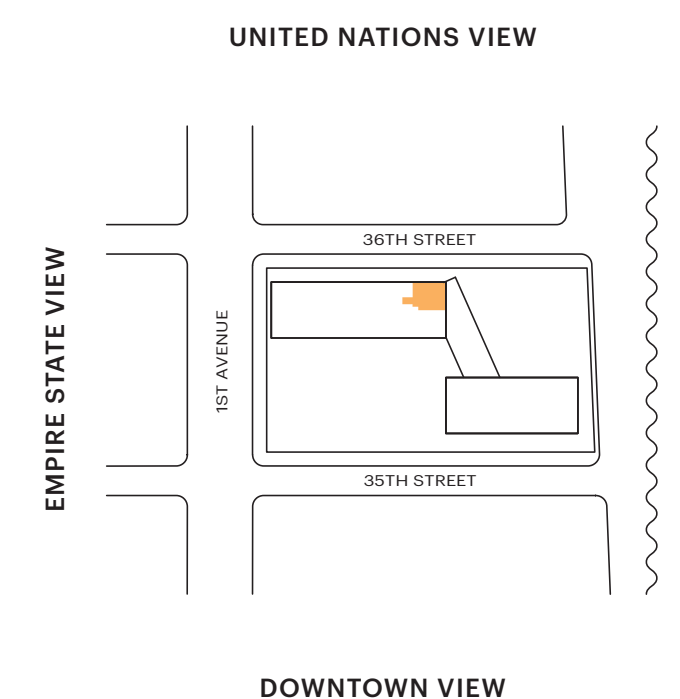 UNITED NATIONS VIEW
36TH STREET
EMPIRE STATE VIEW
1ST AVENUE
35TH STREET
DOWNTOWN VIEW